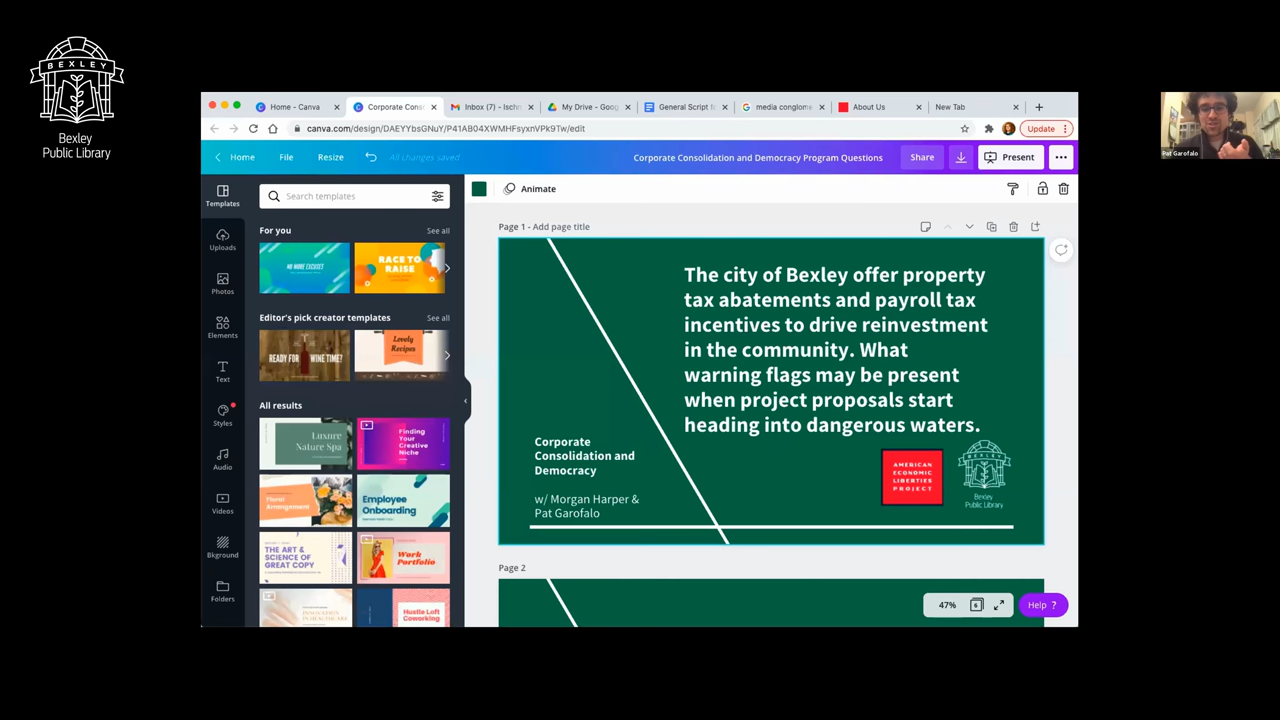 BEXLEY
Bexley
Public Library
Home - Canva
Corporate Cons
Inbox (7) - lschn
My Drive - Goog
General Script f
media conglome
About Us
New Tab
canva.com/design/DAEYYbsGNuY/P41AB04XWMHFsyxnVPk9Tw/edit
Update
Home
File
Resize
All changes saved
Corporate Consolidation and Democracy Program Questions
Share
Present
Templates
Uploads
Photos
Elements
Text
Styles
Audio
Videos
Bkground
Folders
Search templates
For you
See all
NO MORE EXCUSES
RACE TO
RAISE
Editor's pick creator templates
See all
READY FOR
WINE TIME?
Lovely
Recipes
All results
Luxure
Nature Spa
Finding
Your
Creative
Niche
Floral
Arrangement
Employee
Onboarding
THE ART &
SCIENCE OF
GREAT COPY
Work
Portfolio
INNOVATION
IN HEALTHCARE
Hustle Loft
Coworking
Animate
Page 1 - Add page title
The city of Bexley offer property
tax abatements and payroll tax
incentives to drive reinvestment
in the community. What
warning flags may be present
when project proposals start
heading into dangerous waters.
Corporate
Consolidation and
Democracy
w/ Morgan Harper &
Pat Garofalo
AMERICAN
ECONOMIC
LIBERTIES
PROJECT
BEXLEY
Bexley
Public Library
Page 2
47%
6
Help ?
Pat Garofalo